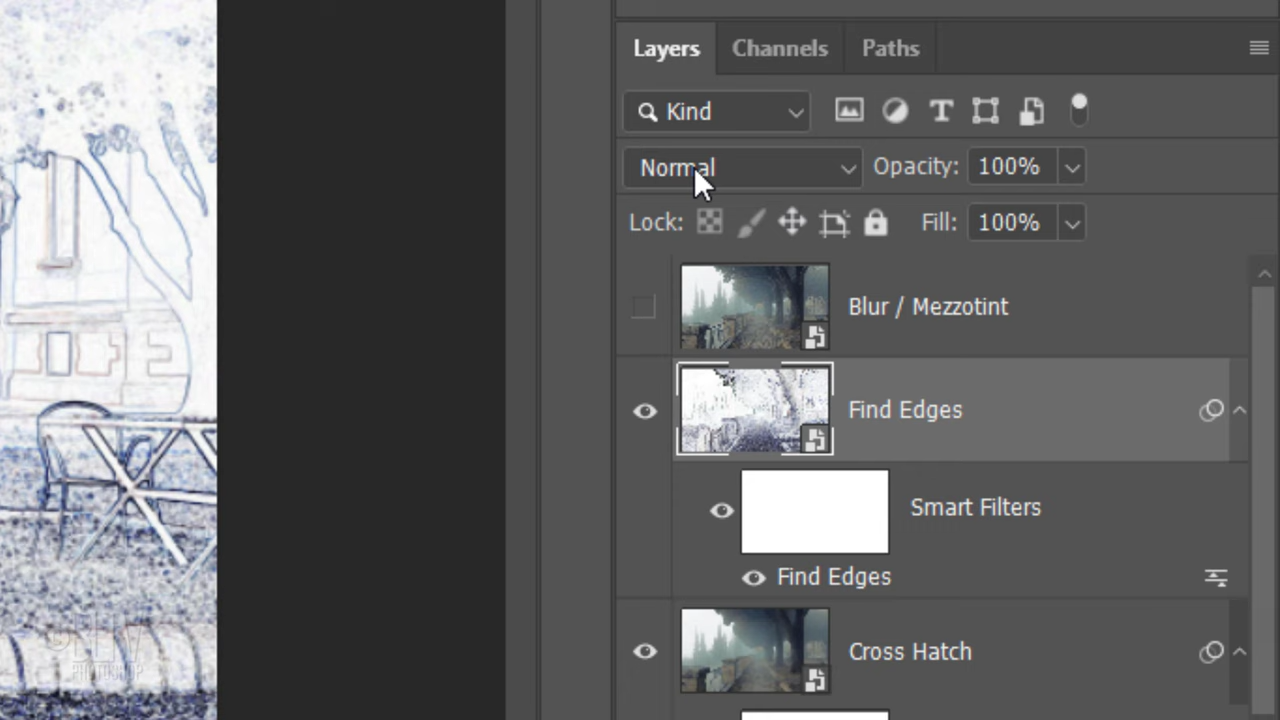 Layers Channels Paths
Kind
Normal Opacity: 100%
Lock: Fill: 100%
Blur / Mezzotint
Find Edges
Smart Filters
Find Edges
Cross Hatch
PHOTOSHOP